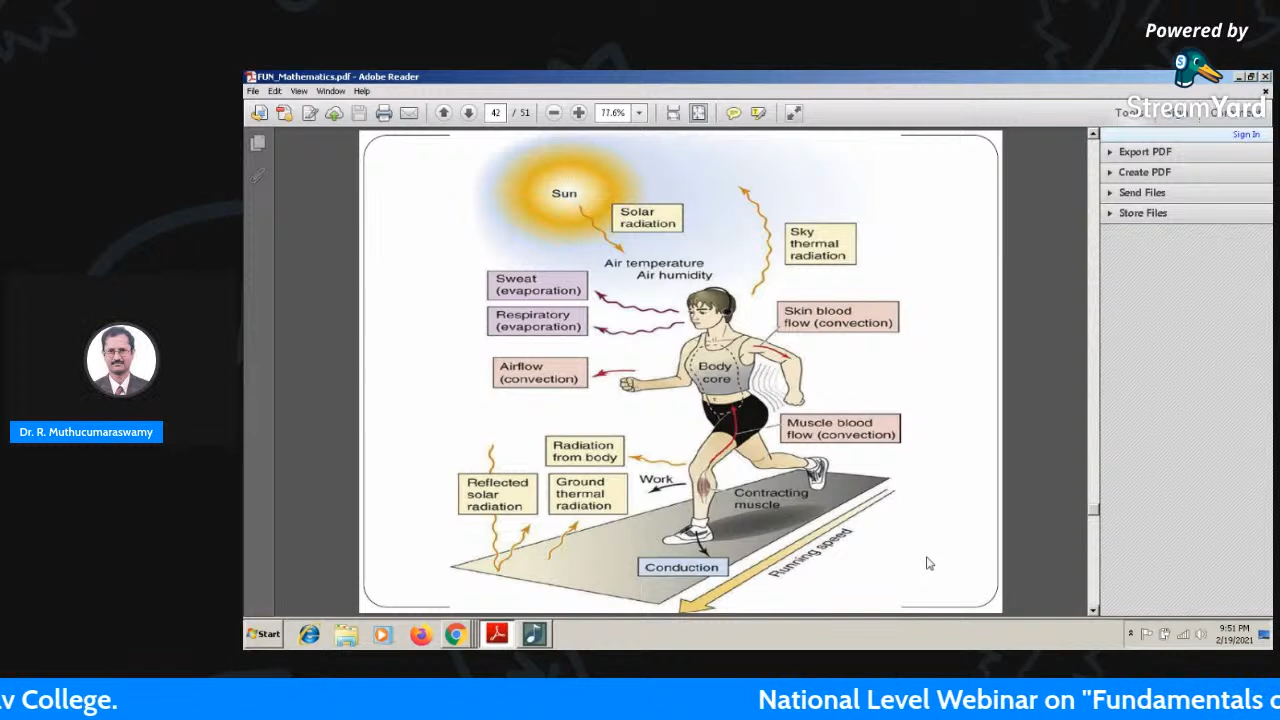 Powered by
StreamYard
FUN_Mathematics.pdf - Adobe Reader
File Edit View Window Help
42 / 51 77.6%
Sign In
Export PDF
Create PDF
Send Files
Store Files
Sun
Solar
radiation
Sky
thermal
radiation
Air temperature
Air humidity
Sweat
(evaporation)
Respiratory
(evaporation)
Skin blood
flow (convection)
Airflow
(convection)
Body
core
Muscle blood
flow (convection)
Radiation
from body
Reflected
solar
radiation
Ground
thermal
radiation
Work
Contracting
muscle
Conduction
Running speed
Dr. R. Muthucumaraswamy
Start
9:51 PM
2/19/2021
College.
National Level Webinar on "Fundamentals